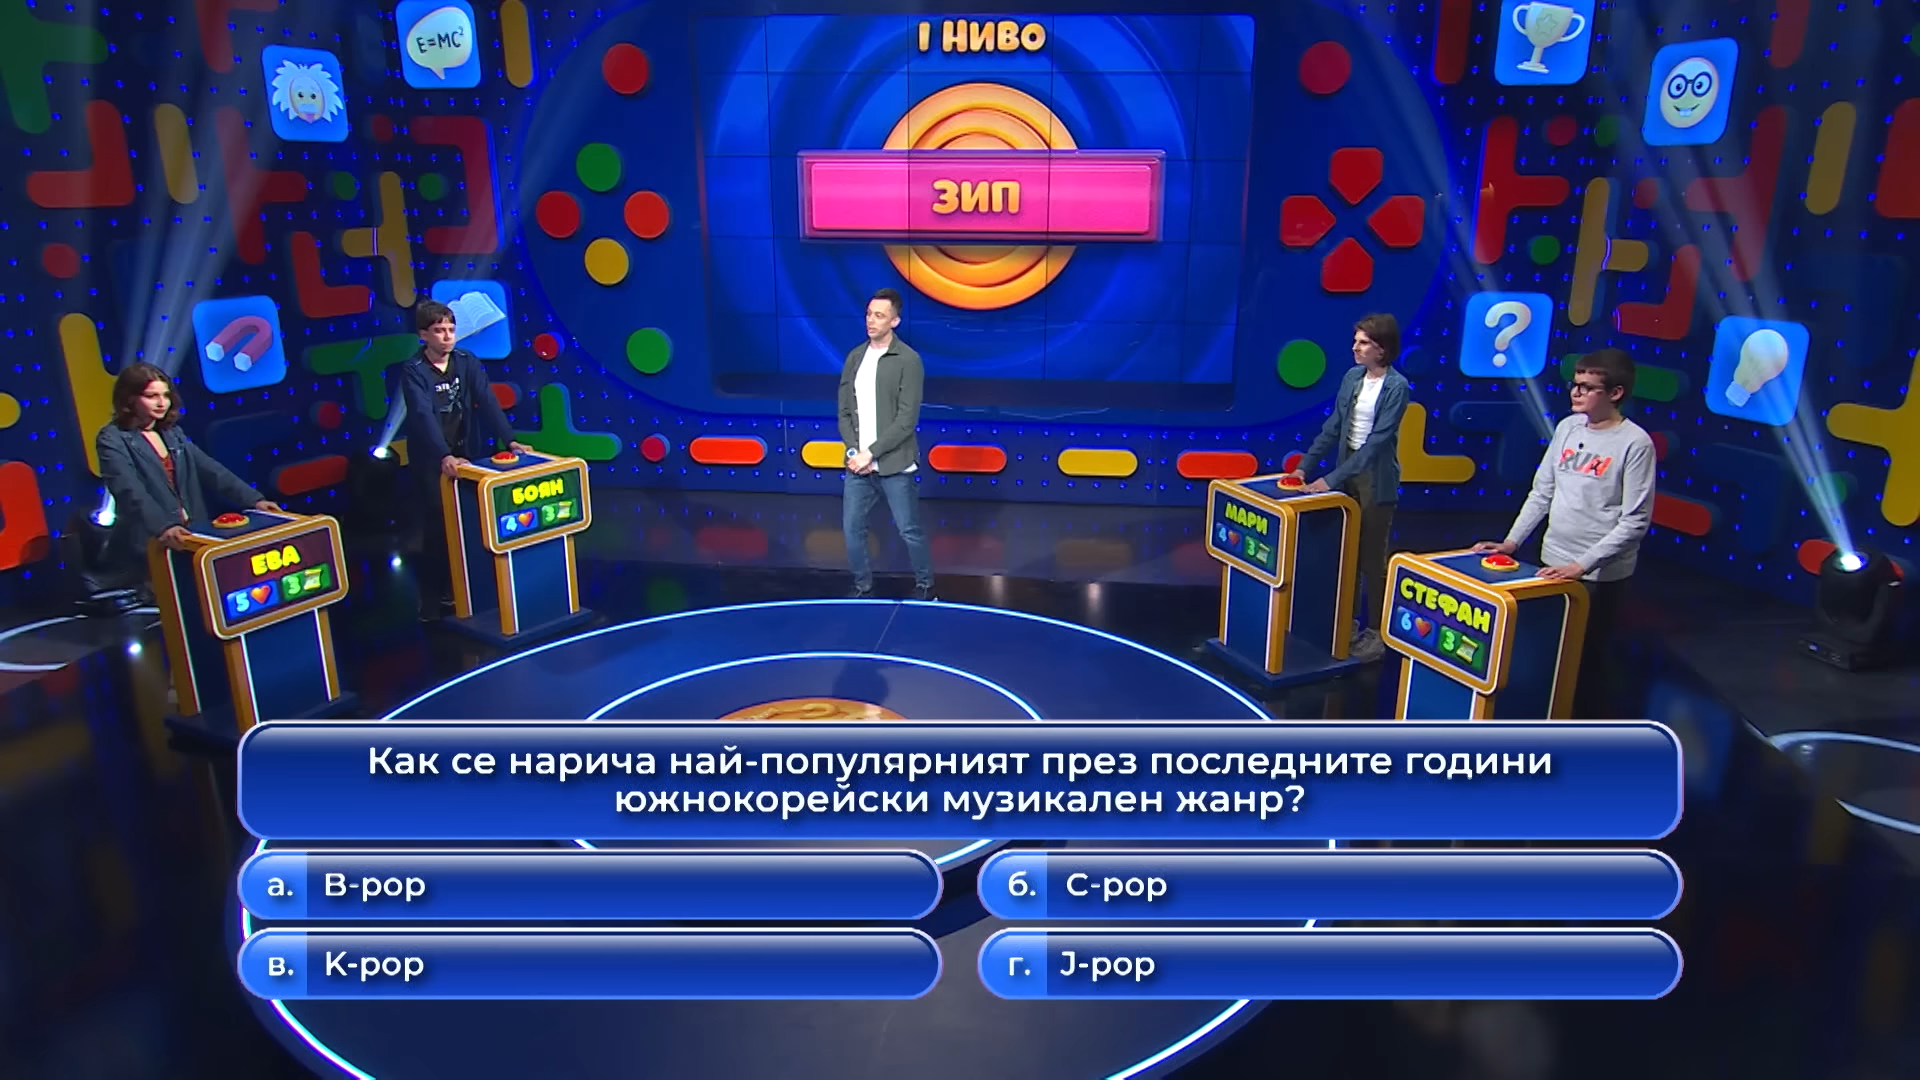 E=MC²
I НИВО
ЗИП
ЕВА
5 3
БОЯН
4 3
МАРИ
4 3
СТЕФАН
6 3
RUN
Как се нарича най-популярният през последните години
южнокорейски музикален жанр?
а. B-pop
б. C-pop
в. K-pop
г. J-pop